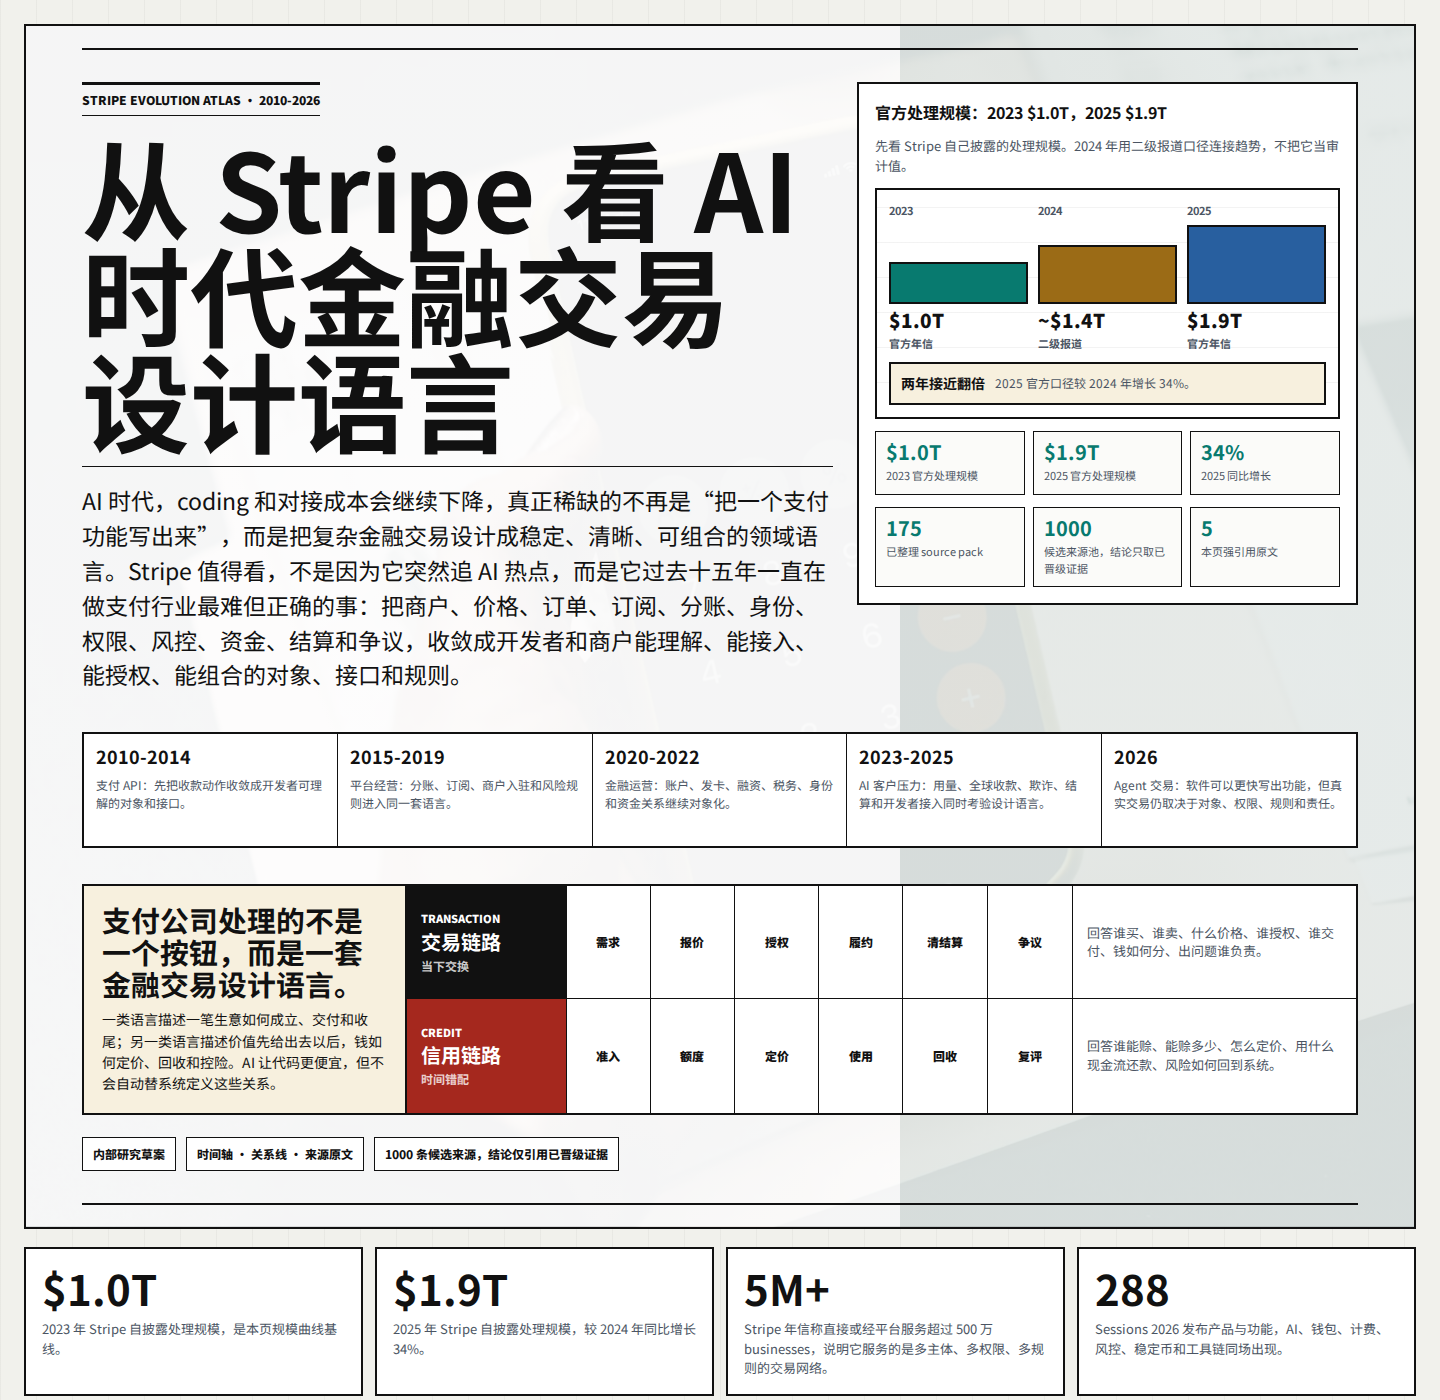 STRIPE EVOLUTION ATLAS · 2010-2026
从 Stripe 看 AI
时代金融交易
设计语言
AI 时代，coding 和对接成本会继续下降，真正稀缺的不再是“把一个支付
功能写出来”，而是把复杂金融交易设计成稳定、清晰、可组合的领域语
言。Stripe 值得看，不是因为它突然追 AI 热点，而是它过去十五年一直在
做支付行业最难但正确的事：把商户、价格、订单、订阅、分账、身份、
权限、风控、资金、结算和争议，收敛成开发者和商户能理解、能接入、
能授权、能组合的对象、接口和规则。
官方处理规模：2023 $1.0T，2025 $1.9T
先看 Stripe 自己披露的处理规模。2024 年用二级报道口径连接趋势，不把它当审
计值。
2023
2024
2025
$1.0T
~$1.4T
$1.9T
官方年信
二级报道
官方年信
两年接近翻倍 2025 官方口径较 2024 年增长 34%。
$1.0T
2023 官方处理规模
$1.9T
2025 官方处理规模
34%
2025 同比增长
175
已整理 source pack
1000
候选来源池，结论只取已
晋级证据
5
本页强引用原文
2010-2014
支付 API：先把收款动作收敛成开发者可理
解的对象和接口。
2015-2019
平台经营：分账、订阅、商户入驻和风险规
则进入同一套语言。
2020-2022
金融运营：账户、发卡、融资、税务、身份
和资金关系继续对象化。
2023-2025
AI 客户压力：用量、全球收款、欺诈、结
算和开发者接入同时考验设计语言。
2026
Agent 交易：软件可以更快写出功能，但真
实交易仍取决于对象、权限、规则和责任。
支付公司处理的不是
一个按钮，而是一套
金融交易设计语言。
一类语言描述一笔生意如何成立、交付和收
尾；另一类语言描述价值先给出去以后，钱如
何定价、回收和控险。AI 让代码更便宜，但不
会自动替系统定义这些关系。
TRANSACTION
交易链路
当下交换
需求
报价
授权
履约
清结算
争议
回答谁买、谁卖、什么价格、谁授权、谁交
付、钱如何分、出问题谁负责。
CREDIT
信用链路
时间错配
准入
额度
定价
使用
回收
复评
回答谁能赊、能赊多少、怎么定价、用什么
现金流还款、风险如何回到系统。
内部研究草案
时间轴 · 关系线 · 来源原文
1000 条候选来源，结论仅引用已晋级证据
$1.0T
2023 年 Stripe 自披露处理规模，是本页规模曲线基
线。
$1.9T
2025 年 Stripe 自披露处理规模，较 2024 年同比增长
34%。
5M+
Stripe 年信称直接或经平台服务超过 500 万
businesses，说明它服务的是多主体、多权限、多规
则的交易网络。
288
Sessions 2026 发布产品与功能，AI、钱包、计费、
风控、稳定币和工具链同场出现。